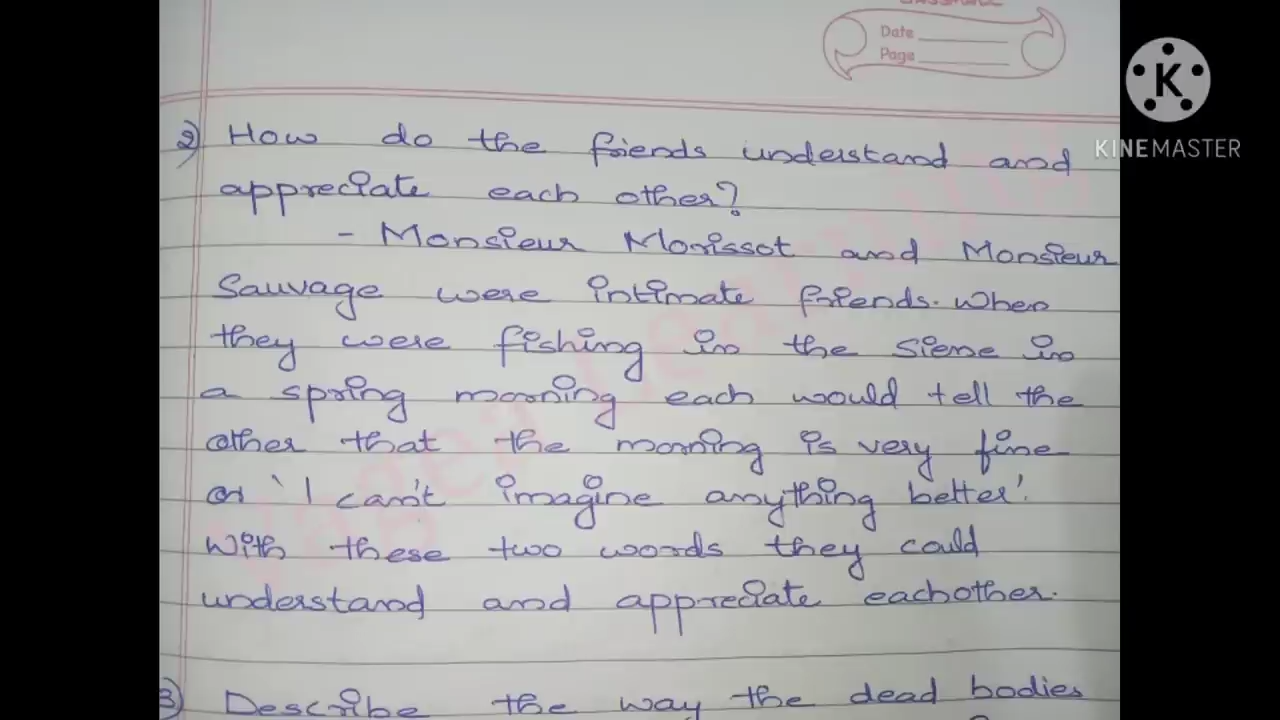 CLASSMATE
Date
Page
KINEMASTER
2) How do the friends understand and
appreciate each other?
- Monsieur Morissot and Monsieur
Sauvage were intimate friends. When
they were fishing in the siene in
a spring morning each would tell the
other that the morning is very fine
or 'I can't imagine anything better'.
With these two words they could
understand and appreciate eachother.
3) Describe the way the dead bodies